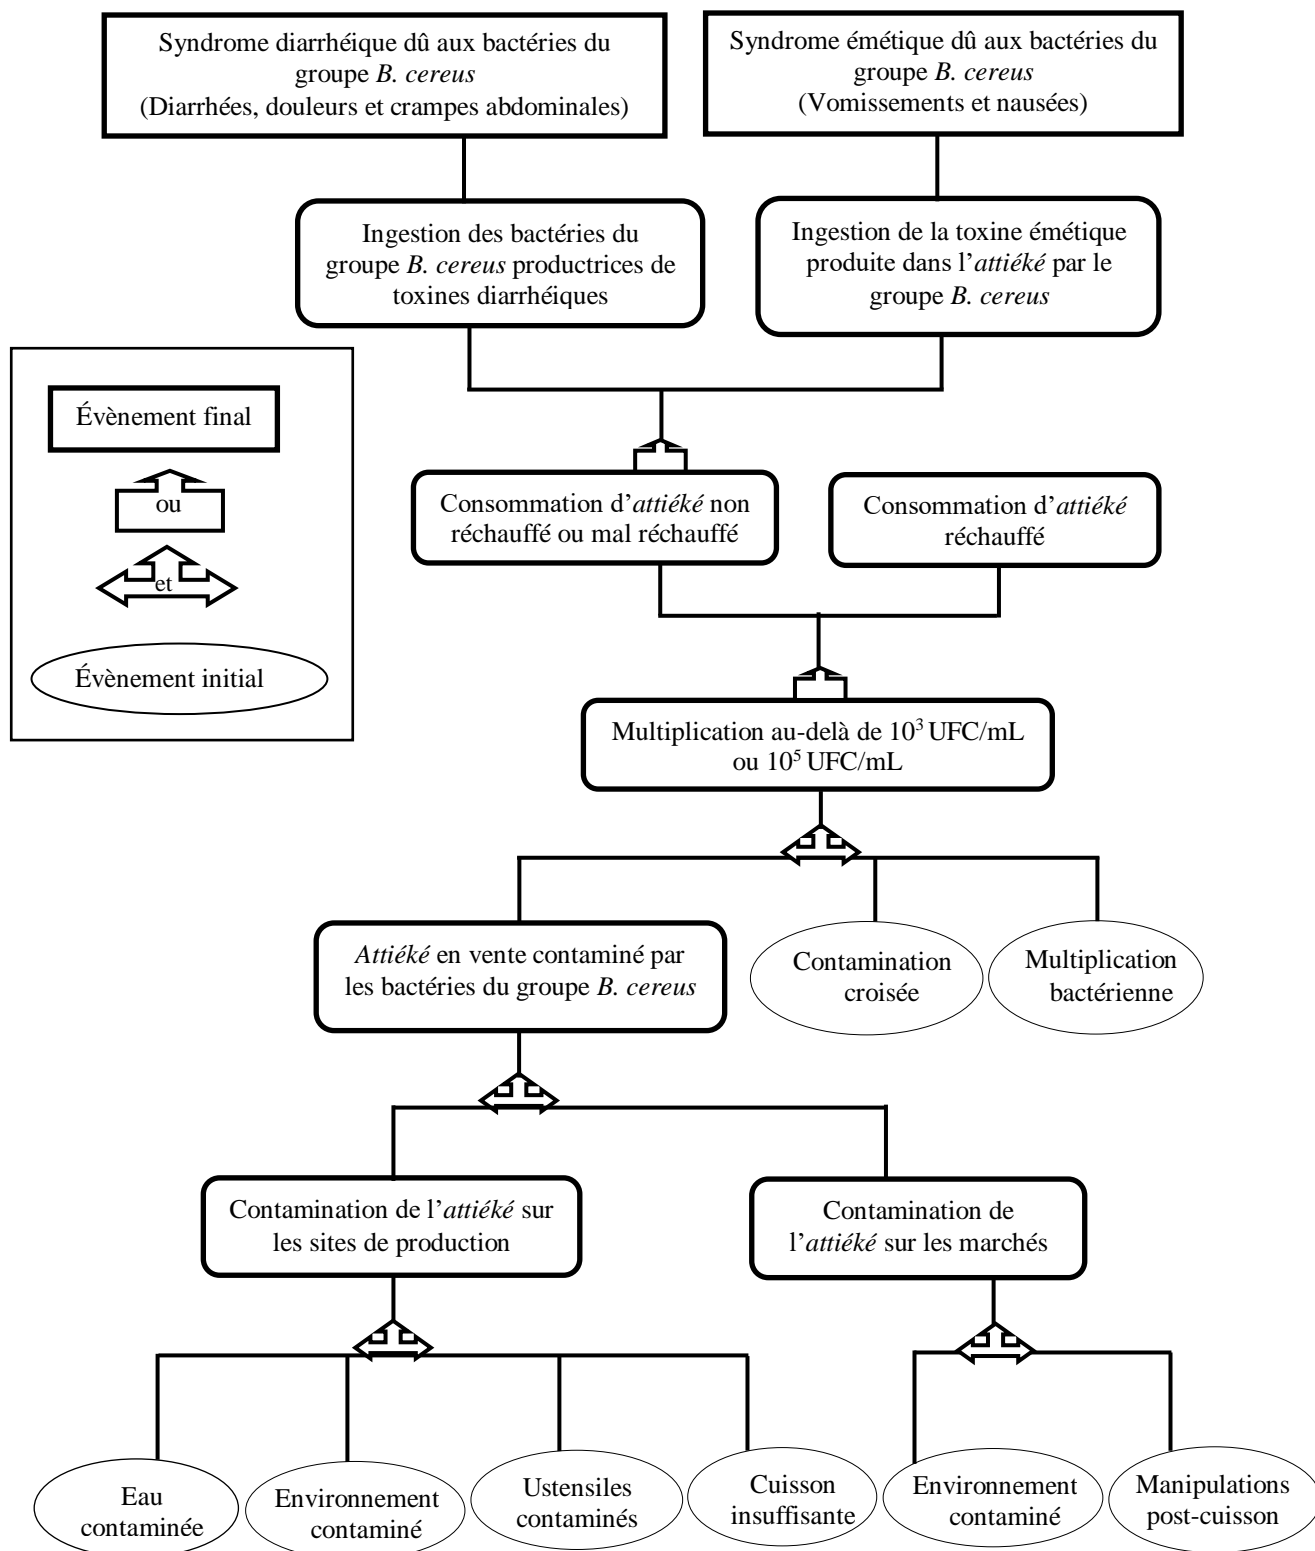 Syndrome diarrhéique dû aux bactéries du
groupe B. cereus
(Diarrhées, douleurs et crampes abdominales)
Syndrome émétique dû aux bactéries du
groupe B. cereus
(Vomissements et nausées)
Ingestion des bactéries du
groupe B. cereus productrices de
toxines diarrhéiques
Ingestion de la toxine émétique
produite dans l’attiéké par le
groupe B. cereus
Évènement final
ou
et
Évènement initial
Consommation d’attiéké non
réchauffé ou mal réchauffé
Consommation d’attiéké
réchauffé
Multiplication au-delà de 10³ UFC/mL
ou 10⁵ UFC/mL
Attiéké en vente contaminé par
les bactéries du groupe B. cereus
Contamination
croisée
Multiplication
bactérienne
Contamination de l’attiéké sur
les sites de production
Contamination de
l’attiéké sur les marchés
Eau
contaminée
Environnement
contaminé
Ustensiles
contaminés
Cuisson
insuffisante
Environnement
contaminé
Manipulations
post-cuisson